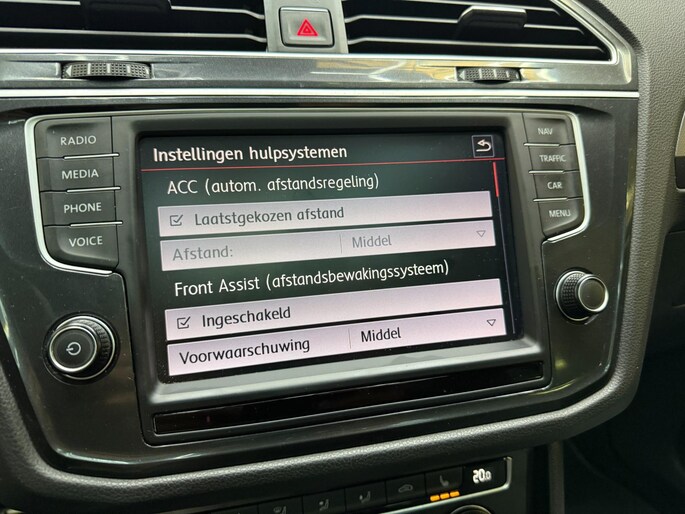 RADIO
MEDIA
PHONE
VOICE
Instellingen hulpsystemen
ACC (autom. afstandsregeling)
Laatstgekozen afstand
Afstand: Middel
Front Assist (afstandsbewakingssysteem)
Ingeschakeld
Voorwaarschuwing Middel
NAV
TRAFFIC
CAR
MENU
20.0